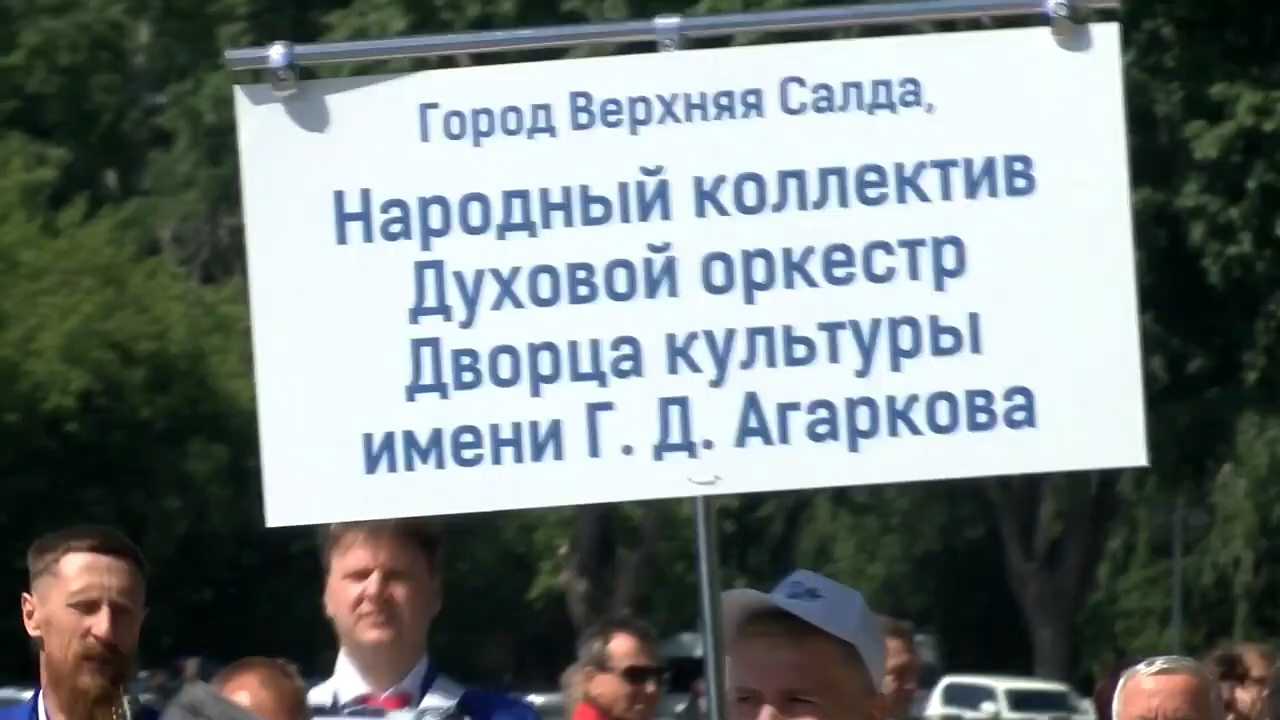 Город Верхняя Салда,
Народный коллектив
Духовой оркестр
Дворца культуры
имени Г. Д. Агаркова